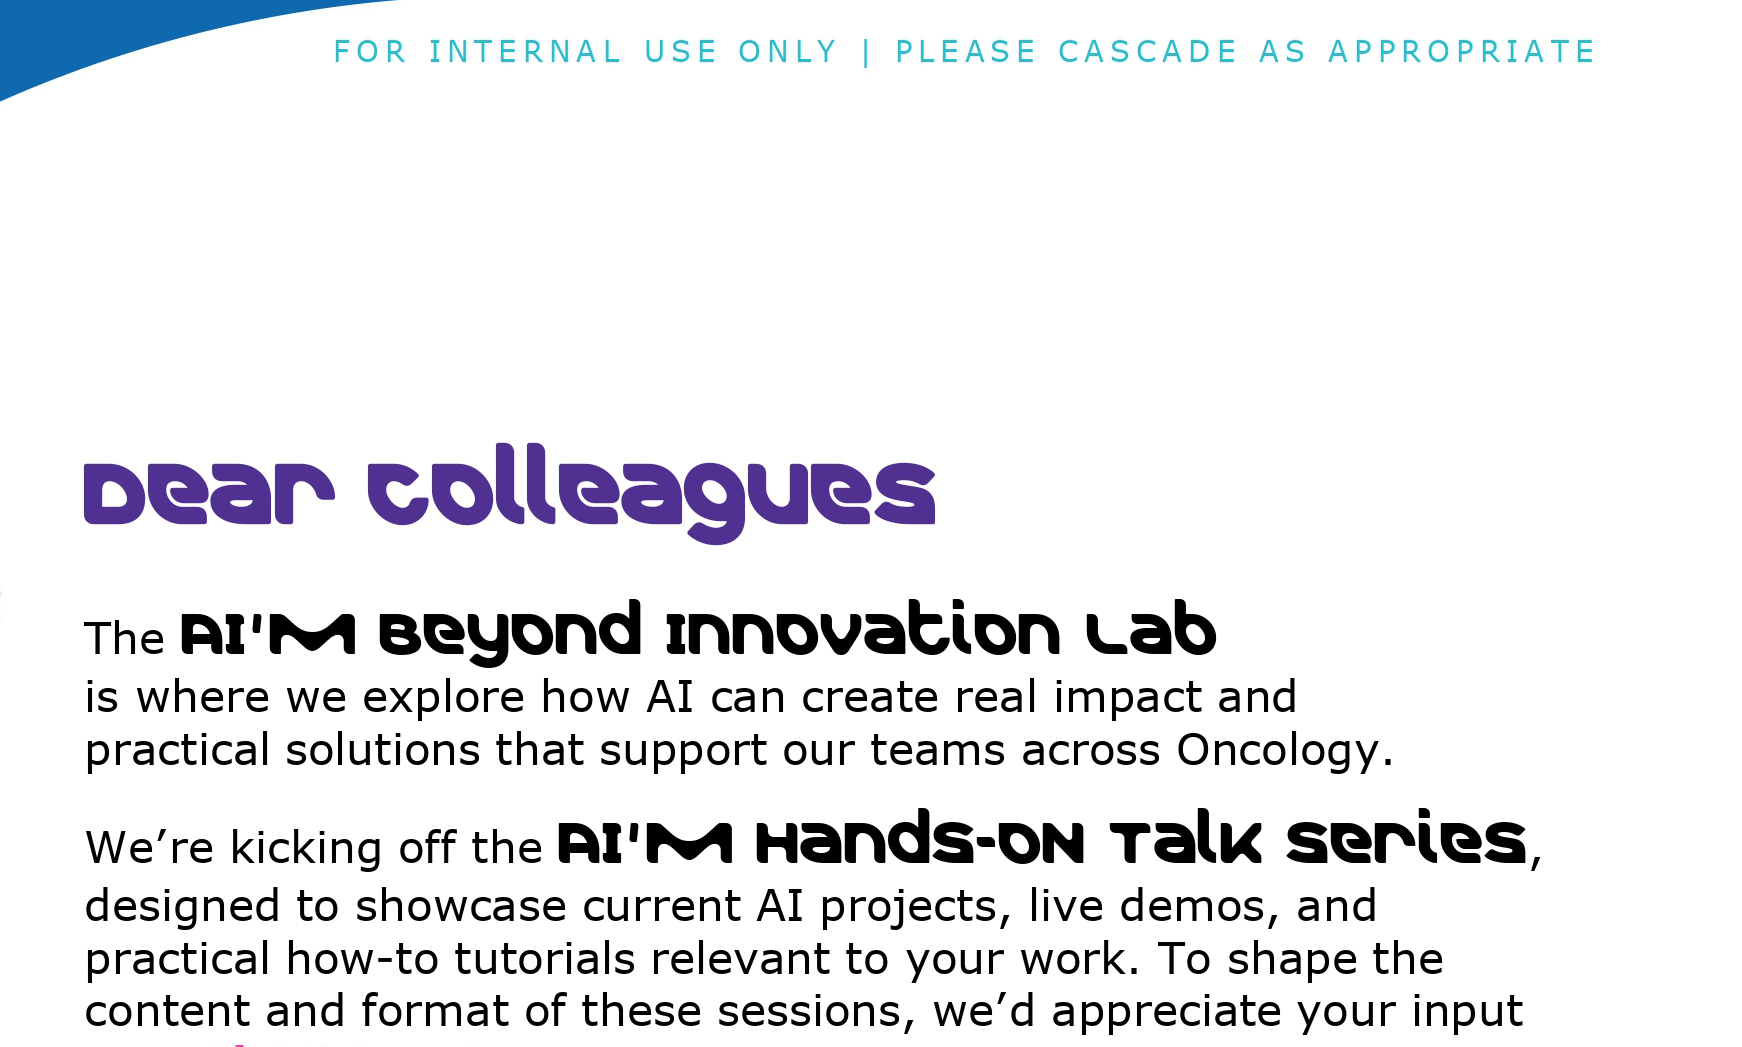 FOR INTERNAL USE ONLY | PLEASE CASCADE AS APPROPRIATE
Dear Colleagues
The AI'M Beyond Innovation Lab
is where we explore how AI can create real impact and
practical solutions that support our teams across Oncology.
We’re kicking off the AI'M Hands-ON Talk Series,
designed to showcase current AI projects, live demos, and
practical how-to tutorials relevant to your work. To shape the
content and format of these sessions, we’d appreciate your input